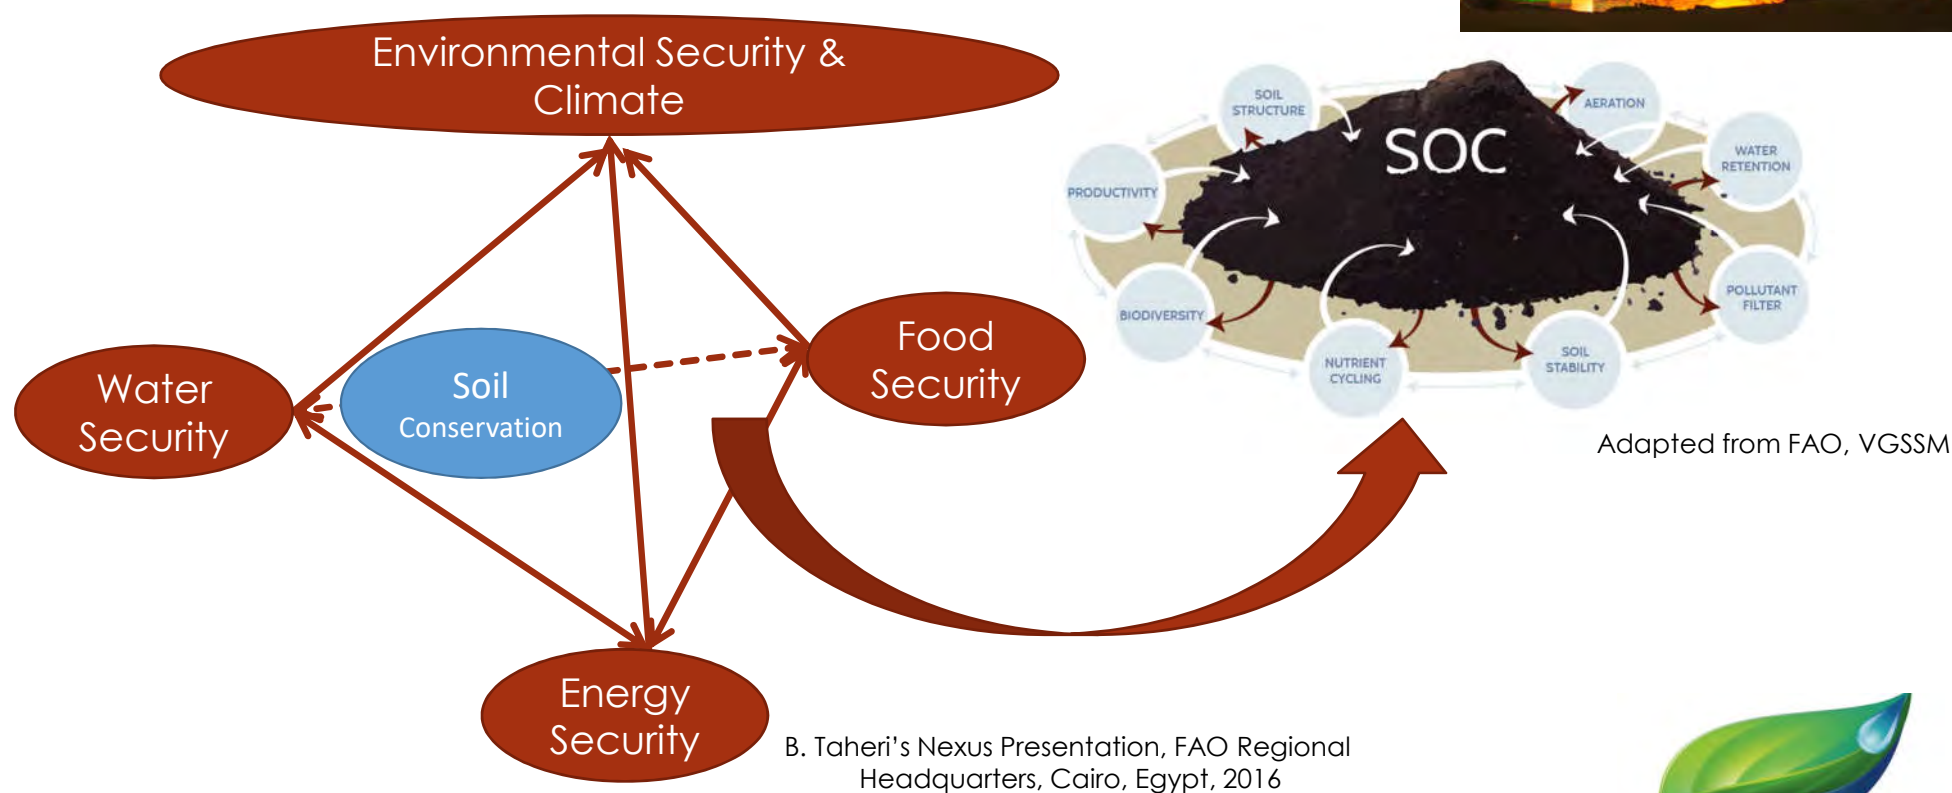 Environmental Security &
Climate
Water
Security
Soil
Conservation
Food
Security
Energy
Security
SOC
SOIL
STRUCTURE
AERATION
WATER
RETENTION
PRODUCTIVITY
POLLUTANT
FILTER
BIODIVERSITY
NUTRIENT
CYCLING
SOIL
STABILITY
Adapted from FAO, VGSSM
B. Taheri’s Nexus Presentation, FAO Regional
Headquarters, Cairo, Egypt, 2016